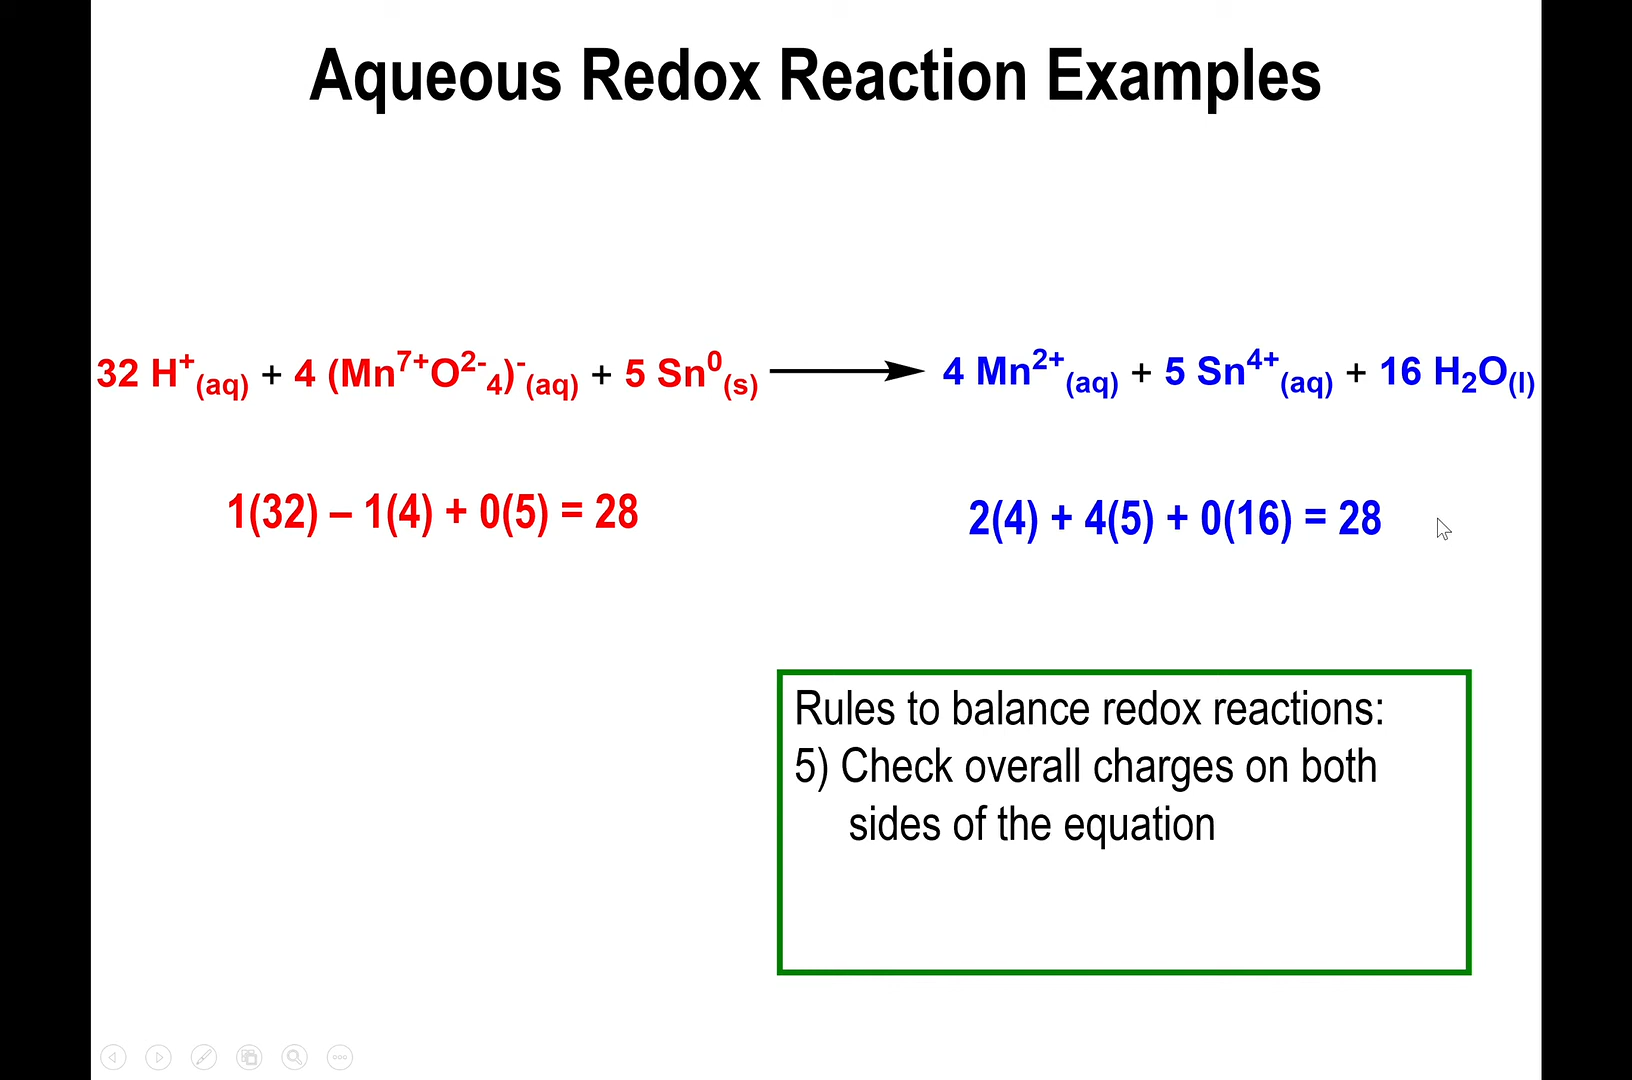 Aqueous Redox Reaction Examples
32 H⁺(aq) + 4 (Mn⁷⁺O²⁻₄)⁻(aq) + 5 Sn⁰(s) ⟶ 4 Mn²⁺(aq) + 5 Sn⁴⁺(aq) + 16 H₂O(l)
1(32) – 1(4) + 0(5) = 28
2(4) + 4(5) + 0(16) = 28
Rules to balance redox reactions:
5) Check overall charges on both
sides of the equation